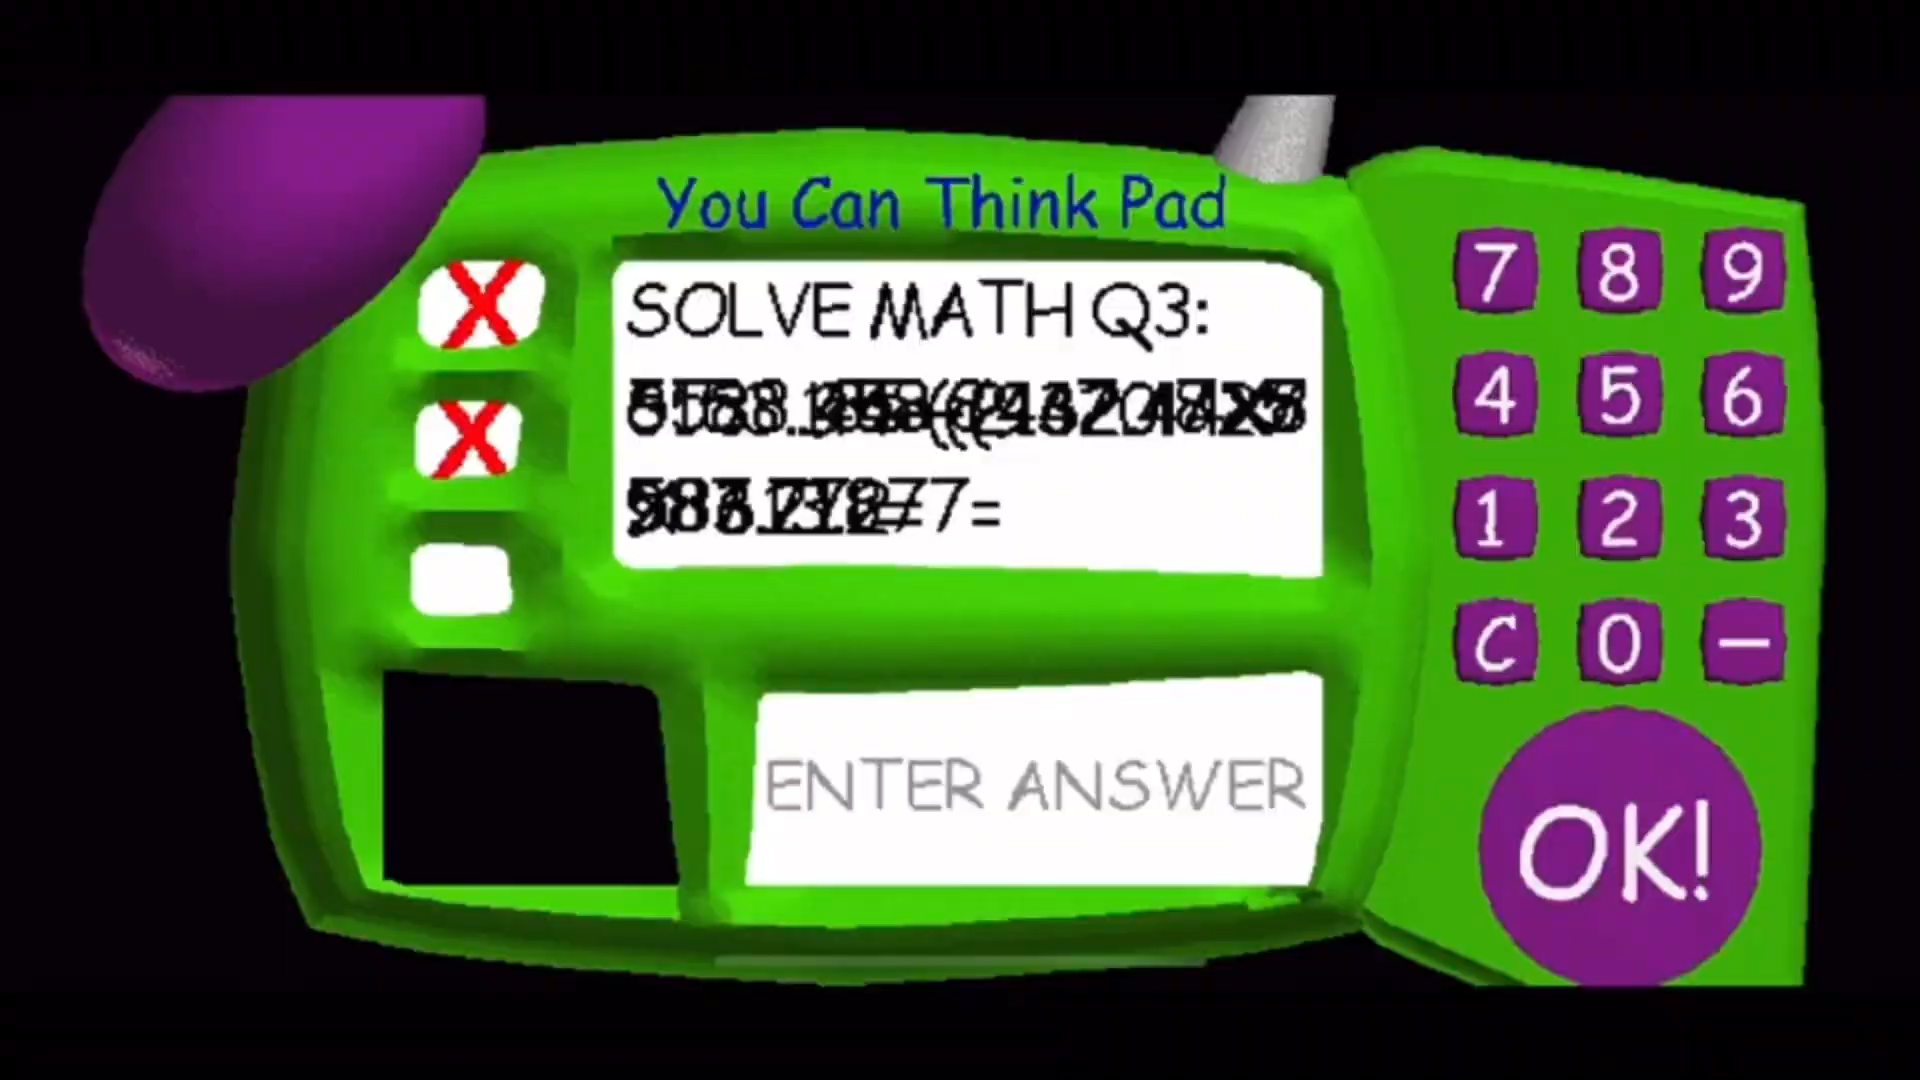 You Can Think Pad
SOLVE MATH Q3:
X
X
ENTER ANSWER
7 8 9
4 5 6
1 2 3
C 0 −
OK!